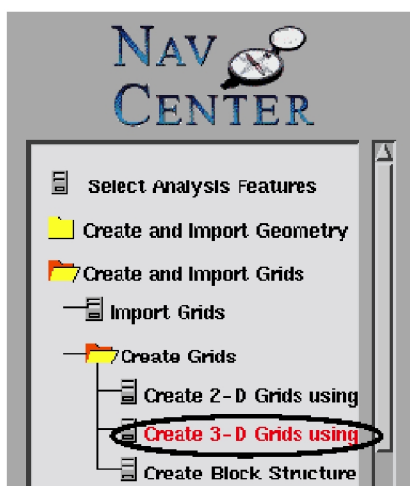 NAV
CENTER
Select Analysis Features
Create and Import Geometry
Create and Import Grids
Import Grids
Create Grids
Create 2-D Grids using
Create 3-D Grids using
Create Block Structure